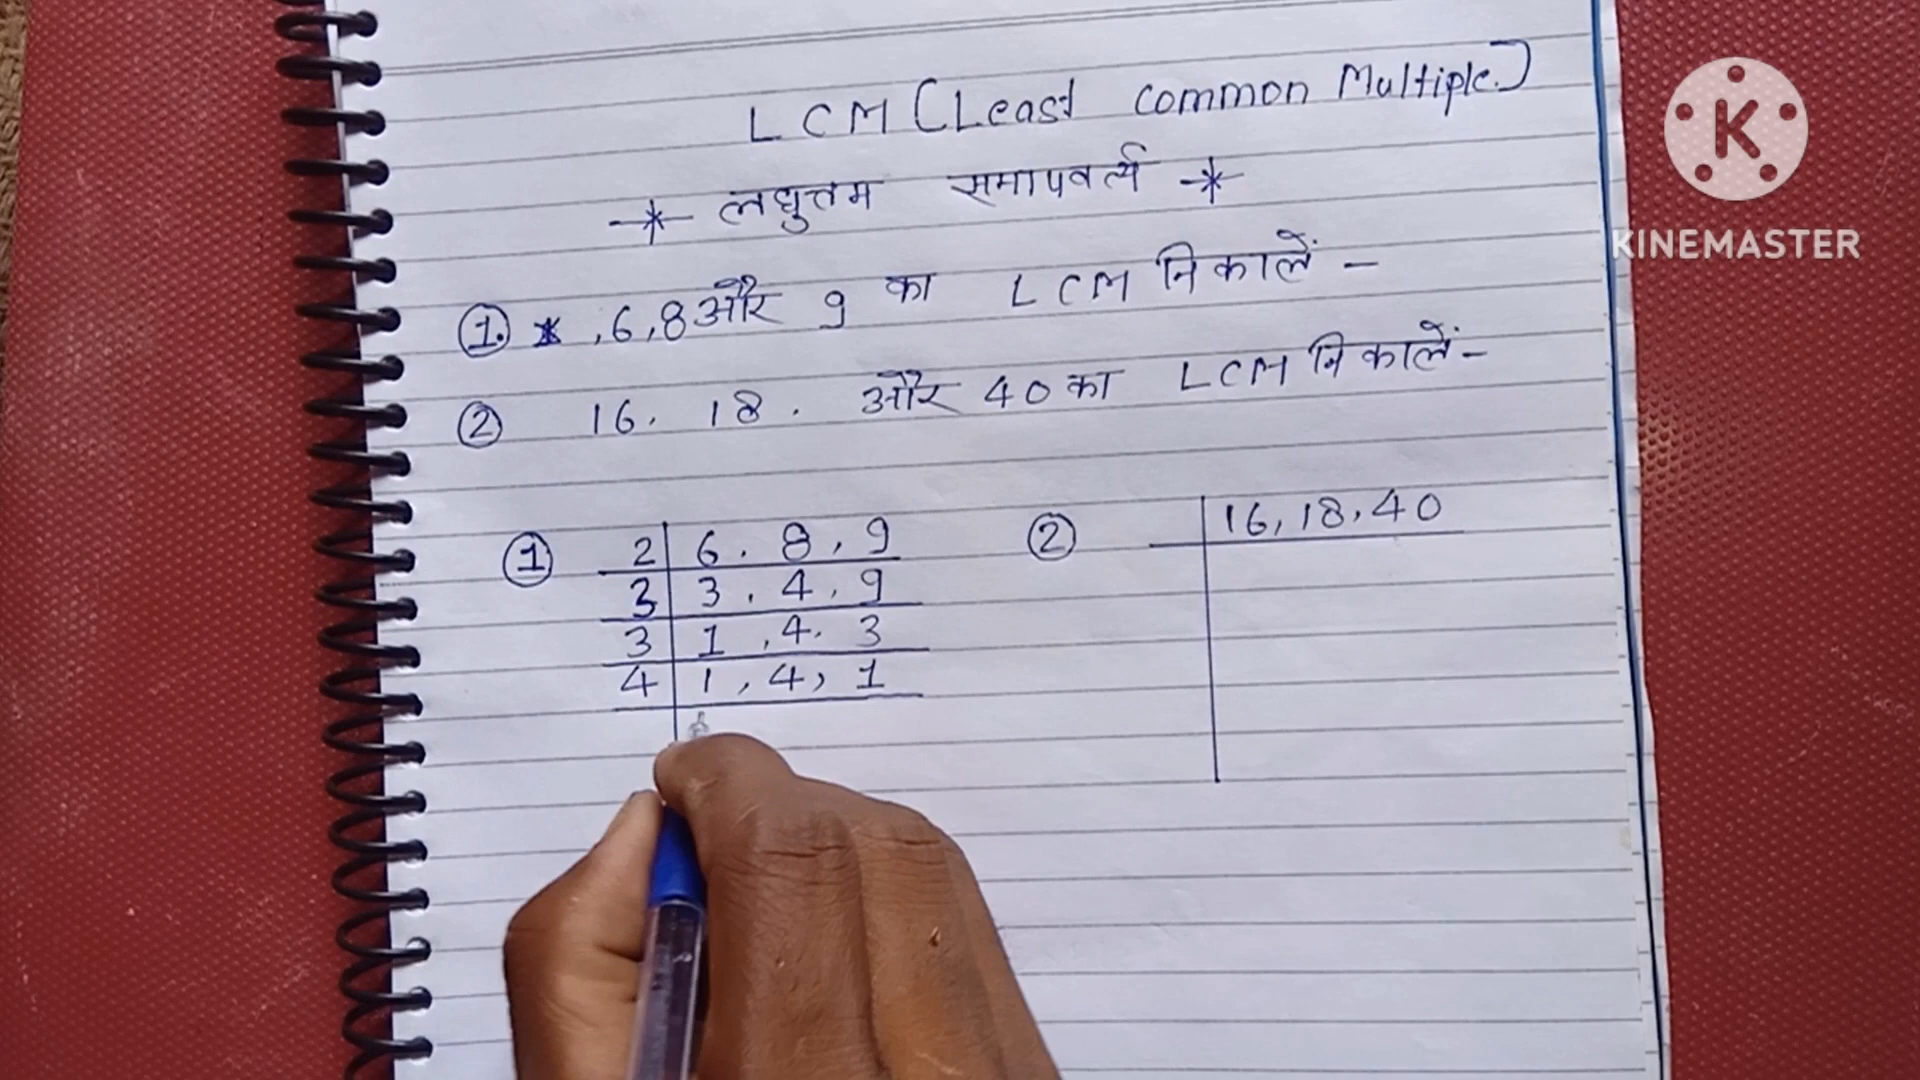 LCM (Least common Multiple.)
लघुत्तम समापवर्त्य
K
KINEMASTER
1. ,6,8और 9 का LCM निकालें -
2 16. 18. और 40 का LCM निकालें -
1 2 6. 8, 9
3 3, 4, 9
3 1, 4. 3
4 1, 4, 1
2 16, 18, 40